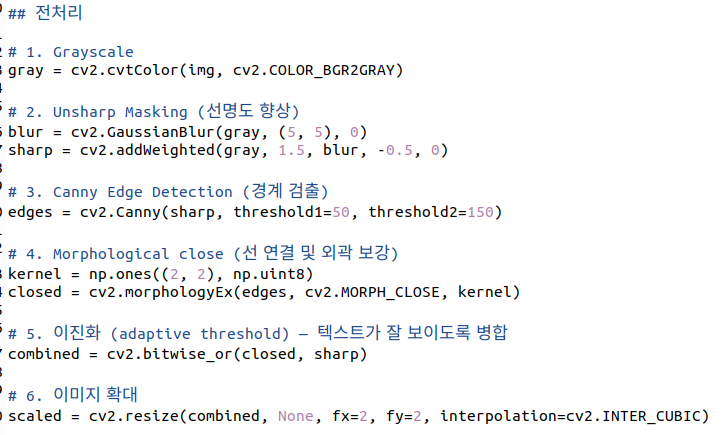 ## 전처리
# 1. Grayscale
gray = cv2.cvtColor(img, cv2.COLOR_BGR2GRAY)
# 2. Unsharp Masking (선명도 향상)
blur = cv2.GaussianBlur(gray, (5, 5), 0)
sharp = cv2.addWeighted(gray, 1.5, blur, -0.5, 0)
# 3. Canny Edge Detection (경계 검출)
edges = cv2.Canny(sharp, threshold1=50, threshold2=150)
# 4. Morphological close (선 연결 및 외곽 보강)
kernel = np.ones((2, 2), np.uint8)
closed = cv2.morphologyEx(edges, cv2.MORPH_CLOSE, kernel)
# 5. 이진화 (adaptive threshold) – 텍스트가 잘 보이도록 병합
combined = cv2.bitwise_or(closed, sharp)
# 6. 이미지 확대
scaled = cv2.resize(combined, None, fx=2, fy=2, interpolation=cv2.INTER_CUBIC)